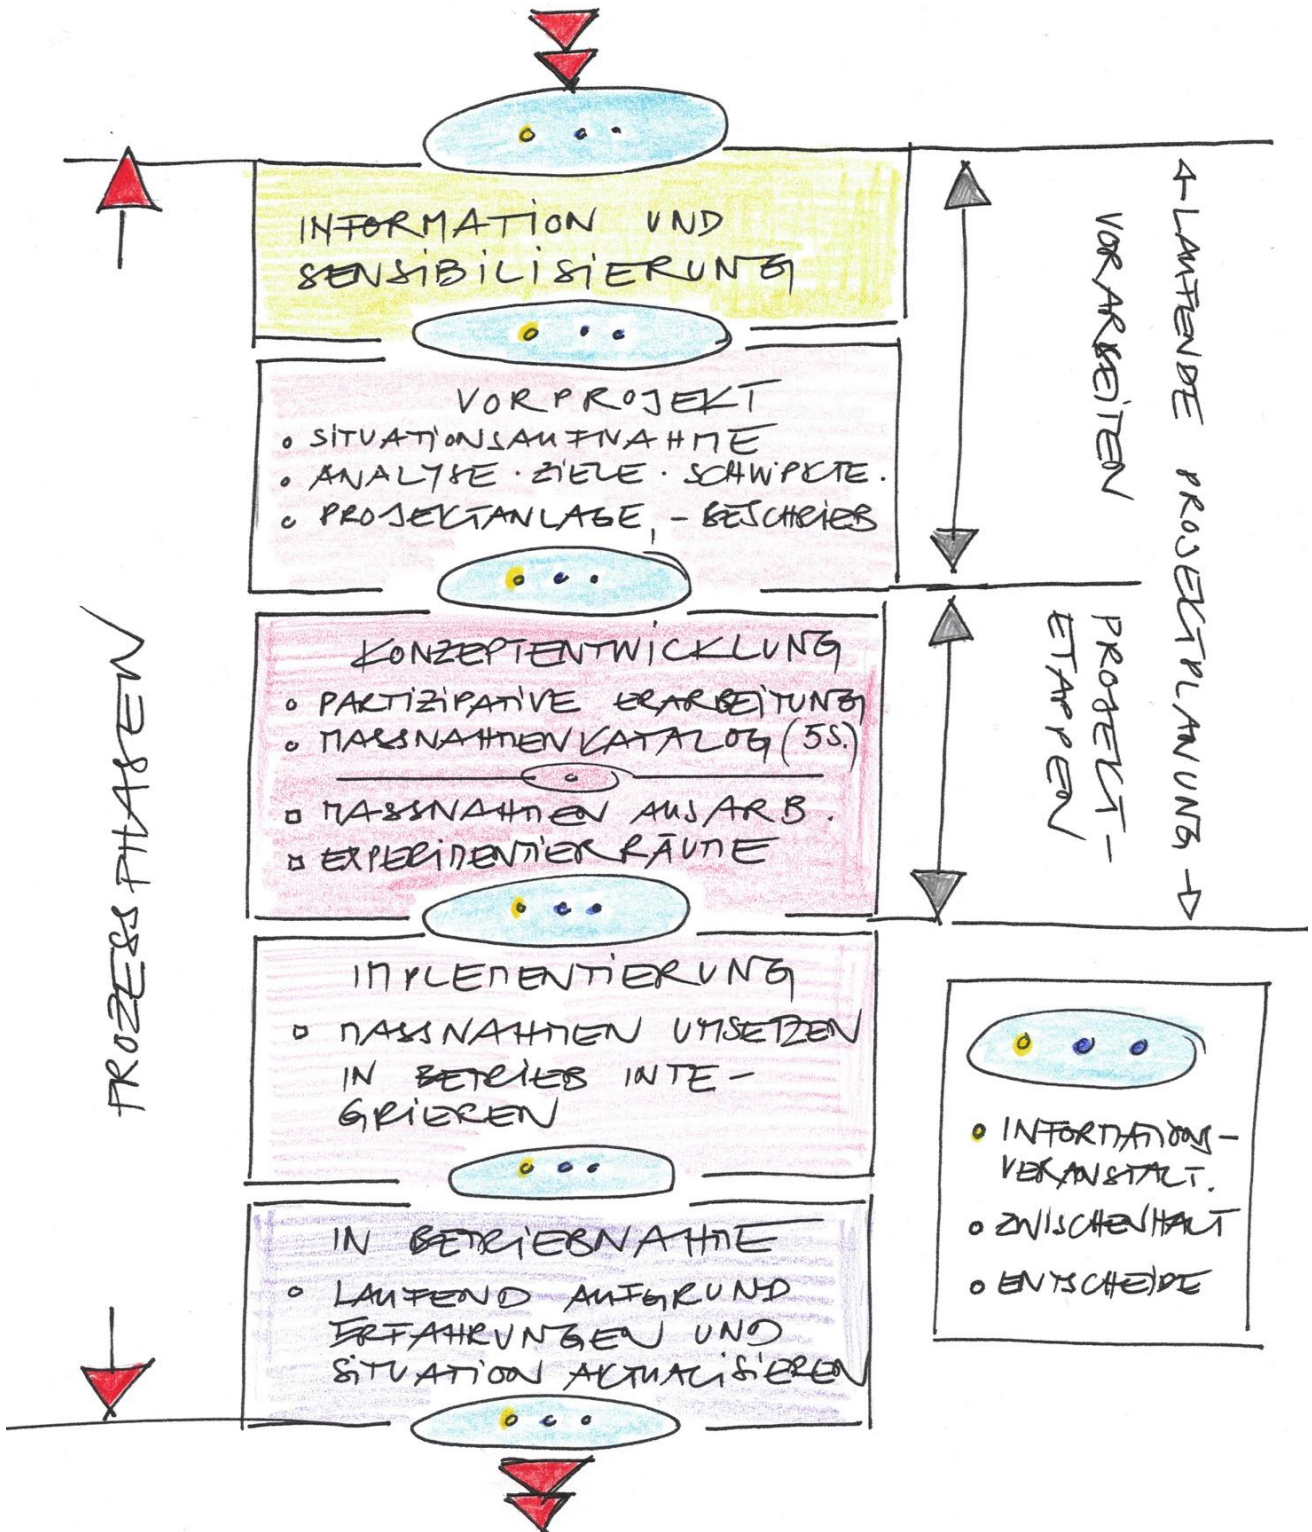 INFORMATION UND
SENSIBILISIERUNG
VORPROJEKT
SITUATIONSAUFNAHME
ANALYSE · ZIELE · SCHWPKTE.
PROJEKTANLAGE, - BESCHRIEB
KONZEPTENTWICKLUNG
PARTIZIPATIVE ERARBEITUNG
MASSNAHMENKATALOG (5S.)
MASSNAHMEN AUSARB.
EXPERIMENTIERRÄUME
IMPLEMENTIERUNG
MASSNAHMEN UMSETZEN
IN BETRIEB INTE-
GRIEREN
IN BETRIEBNAHME
LAUFEND AUFGRUND
ERFAHRUNGEN UND
SITUATION AKTUALISIEREN
PROZESSPHASEN
VORARBEITEN
PROJEKT-
ETAPPEN
LAUFENDE PROJEKTPLANUNG
INFORMATIONS-
VERANSTALT.
ZWISCHENHALT
ENTSCHEIDE